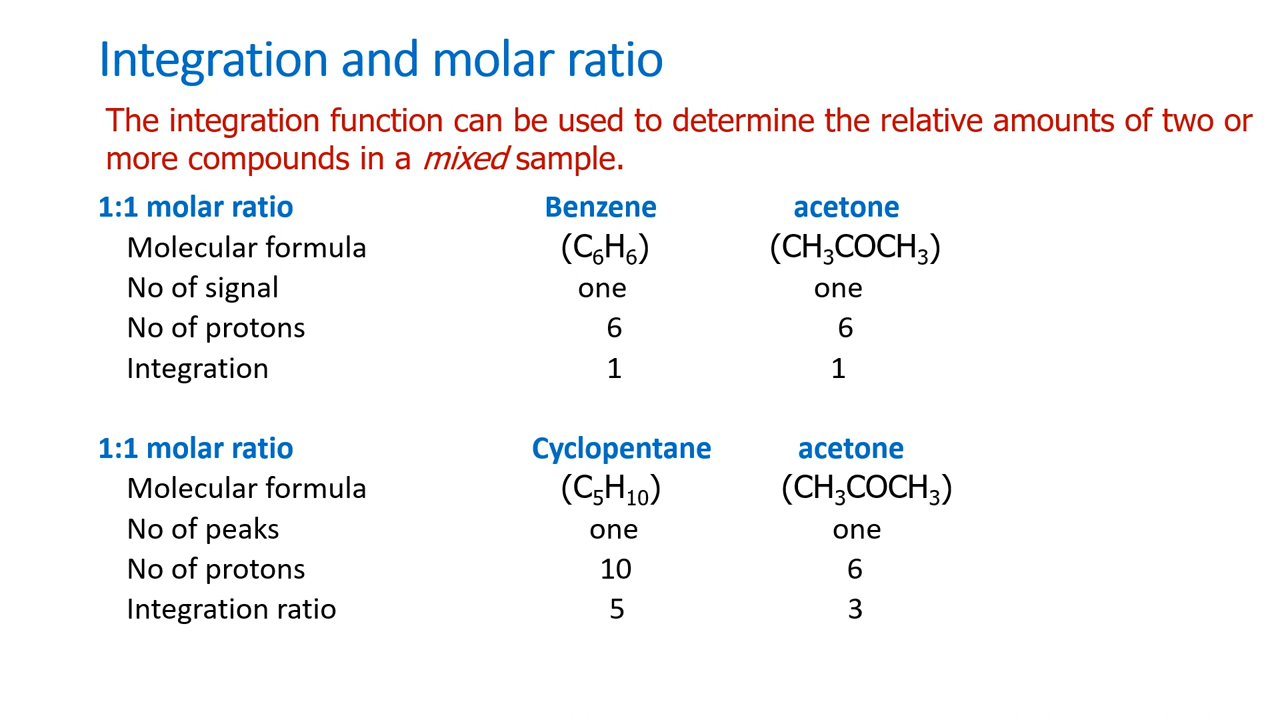 Integration and molar ratio
The integration function can be used to determine the relative amounts of two or
more compounds in a mixed sample.
1:1 molar ratio Benzene acetone
Molecular formula (C₆H₆) (CH₃COCH₃)
No of signal one one
No of protons 6 6
Integration 1 1
1:1 molar ratio Cyclopentane acetone
Molecular formula (C₅H₁₀) (CH₃COCH₃)
No of peaks one one
No of protons 10 6
Integration ratio 5 3